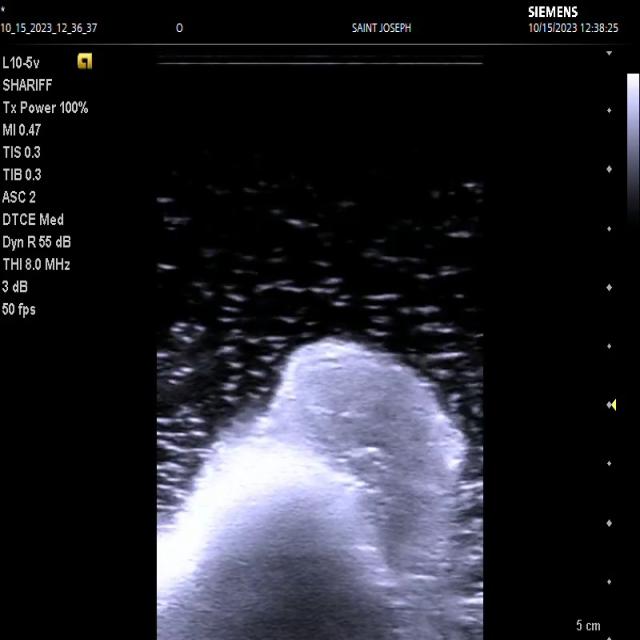 *
SIEMENS
10_15_2023_12_36_37 O SAINT JOSEPH 10/15/2023 12:38:25
L10-5v
SHARIFF
Tx Power 100%
MI 0.47
TIS 0.3
TIB 0.3
ASC 2
DTCE Med
Dyn R 55 dB
THI 8.0 MHz
3 dB
50 fps
5 cm